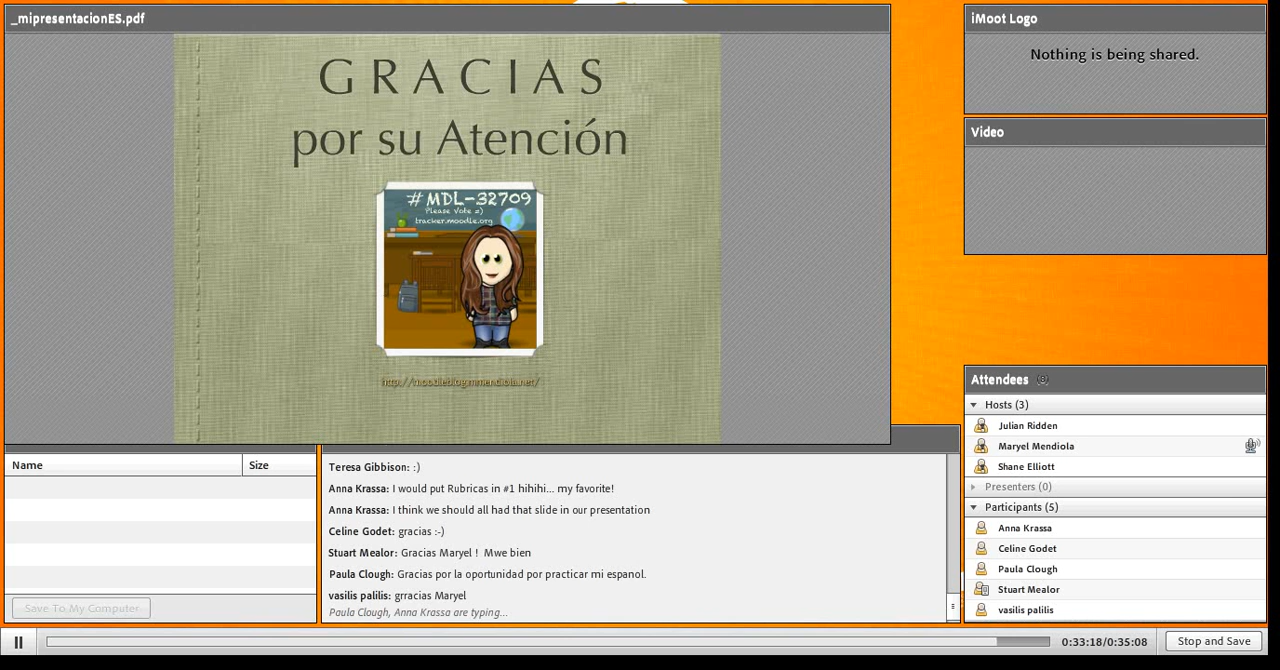 _mipresentacionES.pdf
GRACIAS
por su Atención
# MDL-32709
Please Vote =)
tracker.moodle.org
http://moodleblog.mmendiola.net/
Name
Size
Save To My Computer
Teresa Gibbison: :)
Anna Krassa: I would put Rubricas in #1 hihihi... my favorite!
Anna Krassa: I think we should all had that slide in our presentation
Celine Godet: gracias :-)
Stuart Mealor: Gracias Maryel ! Mwe bien
Paula Clough: Gracias por la oportunidad por practicar mi espanol.
vasilis palilis: grracias Maryel
Paula Clough, Anna Krassa are typing...
iMoot Logo
Nothing is being shared.
Video
Attendees (8)
Hosts (3)
Julian Ridden
Maryel Mendiola
Shane Elliott
Presenters (0)
Participants (5)
Anna Krassa
Celine Godet
Paula Clough
Stuart Mealor
vasilis palilis
0:33:18/0:35:08
Stop and Save